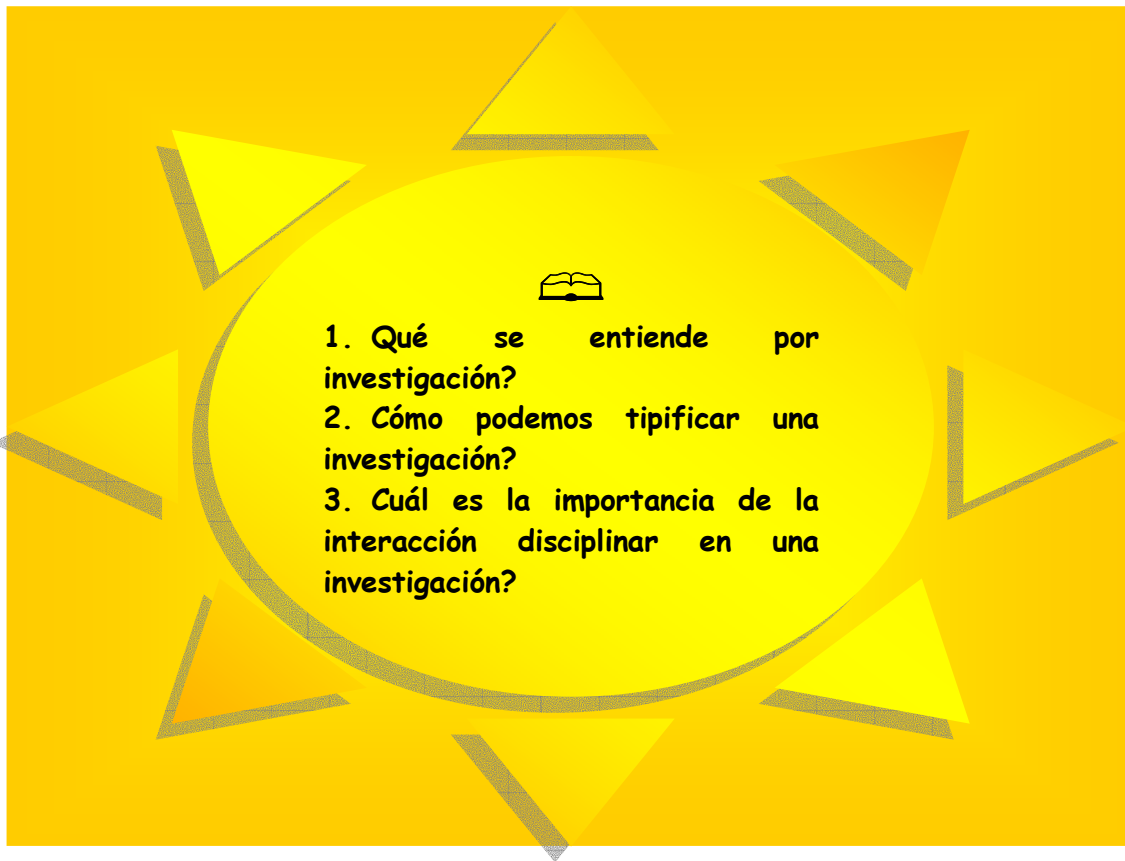 1. Qué se entiende por
investigación?
2. Cómo podemos tipificar una
investigación?
3. Cuál es la importancia de la
interacción disciplinar en una
investigación?